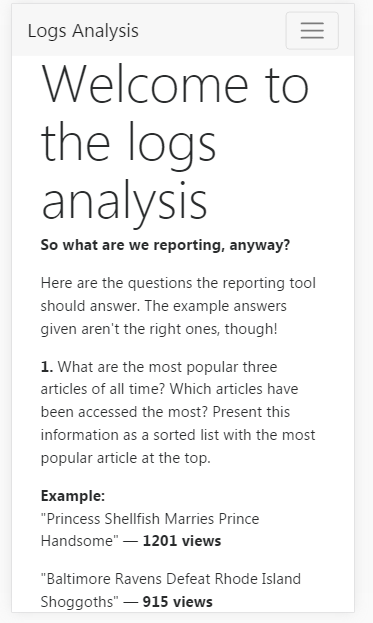 Logs Analysis
Welcome to
the logs
analysis
So what are we reporting, anyway?
Here are the questions the reporting tool
should answer. The example answers
given aren't the right ones, though!
1. What are the most popular three
articles of all time? Which articles have
been accessed the most? Present this
information as a sorted list with the most
popular article at the top.
Example:
"Princess Shellfish Marries Prince
Handsome" — 1201 views
"Baltimore Ravens Defeat Rhode Island
Shoggoths" — 915 views